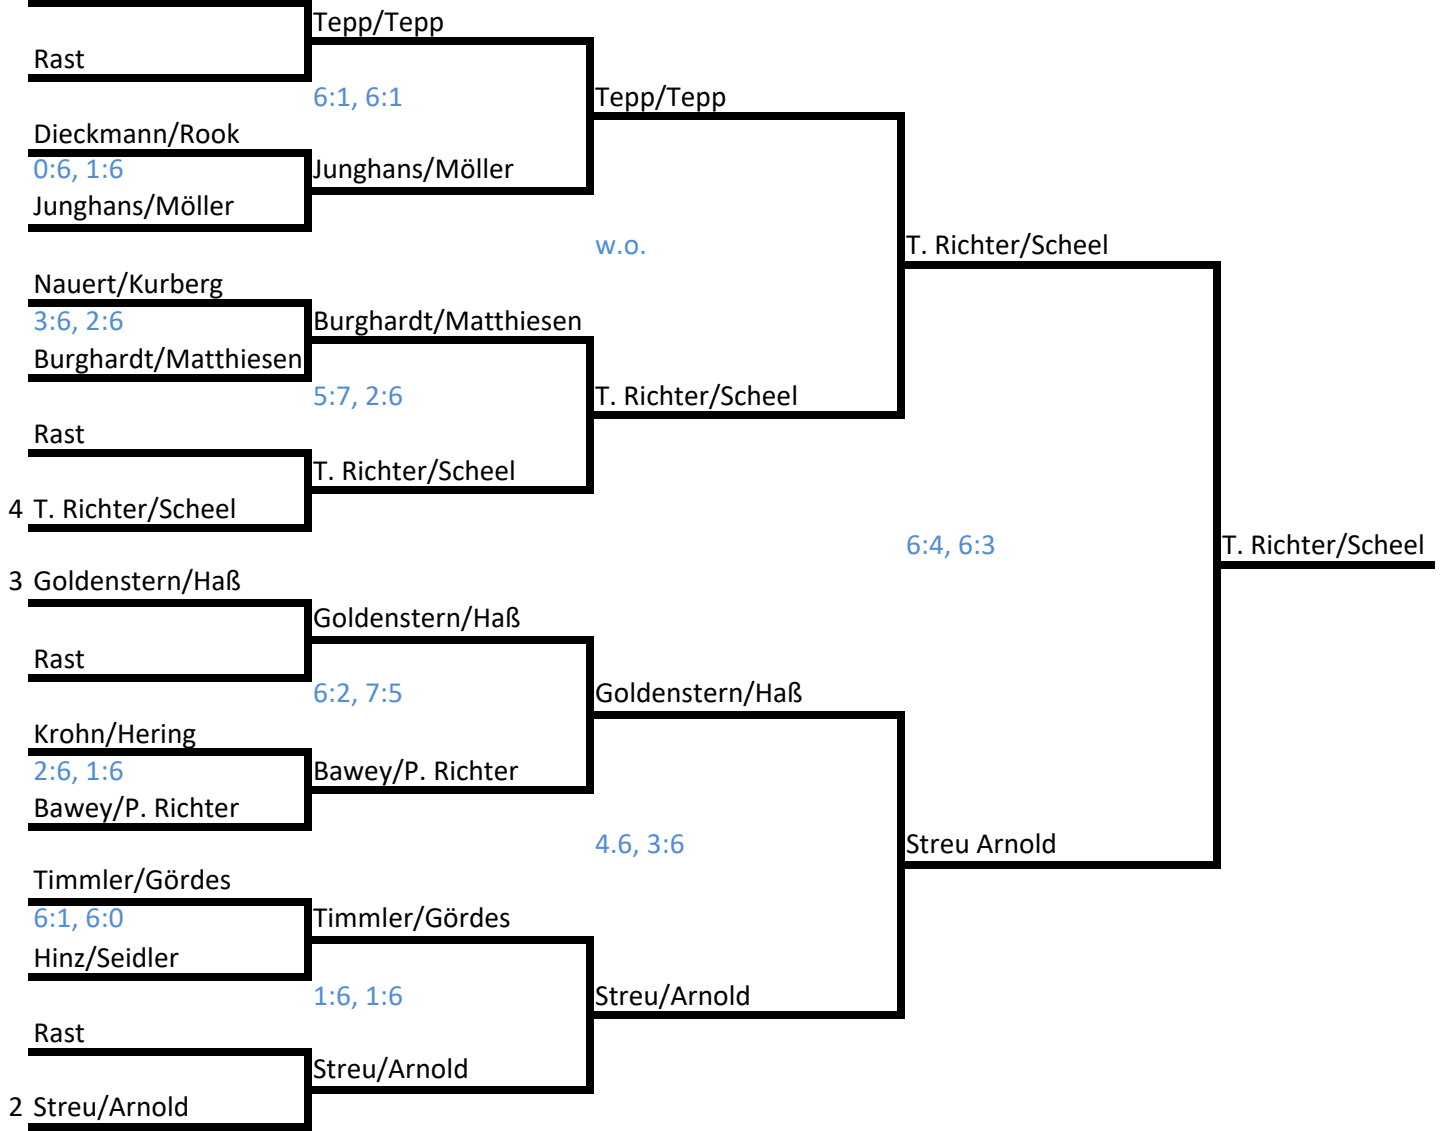 Rast
Dieckmann/Rook
0:6, 1:6
Junghans/Möller
Nauert/Kurberg
3:6, 2:6
Burghardt/Matthiesen
Rast
4 T. Richter/Scheel
3 Goldenstern/Haß
Rast
Krohn/Hering
2:6, 1:6
Bawey/P. Richter
Timmler/Gördes
6:1, 6:0
Hinz/Seidler
Rast
2 Streu/Arnold
Tepp/Tepp
6:1, 6:1
Junghans/Möller
Burghardt/Matthiesen
5:7, 2:6
T. Richter/Scheel
Goldenstern/Haß
6:2, 7:5
Bawey/P. Richter
Timmler/Gördes
1:6, 1:6
Streu/Arnold
Tepp/Tepp
w.o.
T. Richter/Scheel
Goldenstern/Haß
4.6, 3:6
Streu/Arnold
T. Richter/Scheel
6:4, 6:3
Streu Arnold
T. Richter/Scheel